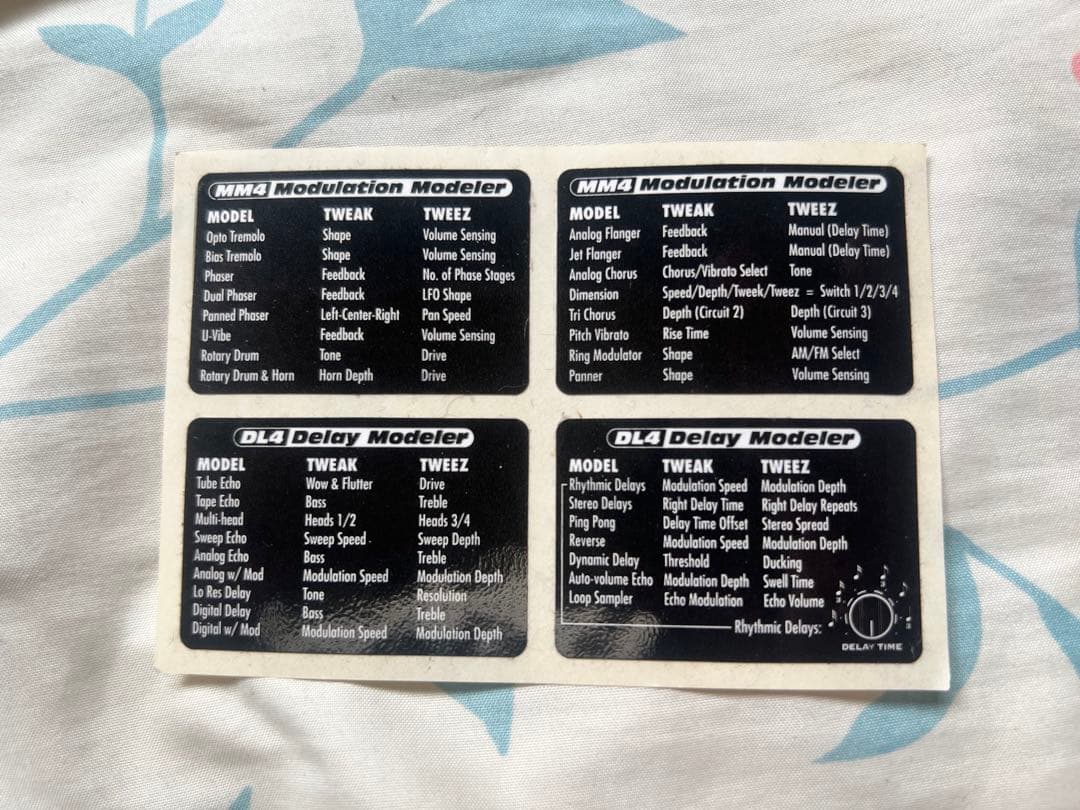 MM4 Modulation Modeler
MODEL TWEAK TWEEZ
Opto Tremolo Shape Volume Sensing
Bias Tremolo Shape Volume Sensing
Phaser Feedback No. of Phase Stages
Dual Phaser Feedback LFO Shape
Panned Phaser Left-Center-Right Pan Speed
U-Vibe Feedback Volume Sensing
Rotary Drum Tone Drive
Rotary Drum & Horn Horn Depth Drive
MM4 Modulation Modeler
MODEL TWEAK TWEEZ
Analog Flanger Feedback Manual (Delay Time)
Jet Flanger Feedback Manual (Delay Time)
Analog Chorus Chorus/Vibrato Select Tone
Dimension Speed/Depth/Tweek/Tweez = Switch 1/2/3/4
Tri Chorus Depth (Circuit 2) Depth (Circuit 3)
Pitch Vibrato Rise Time Volume Sensing
Ring Modulator Shape AM/FM Select
Panner Shape Volume Sensing
DL4 Delay Modeler
MODEL TWEAK TWEEZ
Tube Echo Wow & Flutter Drive
Tape Echo Bass Treble
Multi-head Heads 1/2 Heads 3/4
Sweep Echo Sweep Speed Sweep Depth
Analog Echo Bass Treble
Analog w/ Mod Modulation Speed Modulation Depth
Lo Res Delay Tone Resolution
Digital Delay Bass Treble
Digital w/ Mod Modulation Speed Modulation Depth
DL4 Delay Modeler
MODEL TWEAK TWEEZ
Rhythmic Delays Modulation Speed Modulation Depth
Stereo Delays Right Delay Time Right Delay Repeats
Ping Pong Delay Time Offset Stereo Spread
Reverse Modulation Speed Modulation Depth
Dynamic Delay Threshold Ducking
Auto-volume Echo Modulation Depth Swell Time
Loop Sampler Echo Modulation Echo Volume
Rhythmic Delays:
DELAY TIME